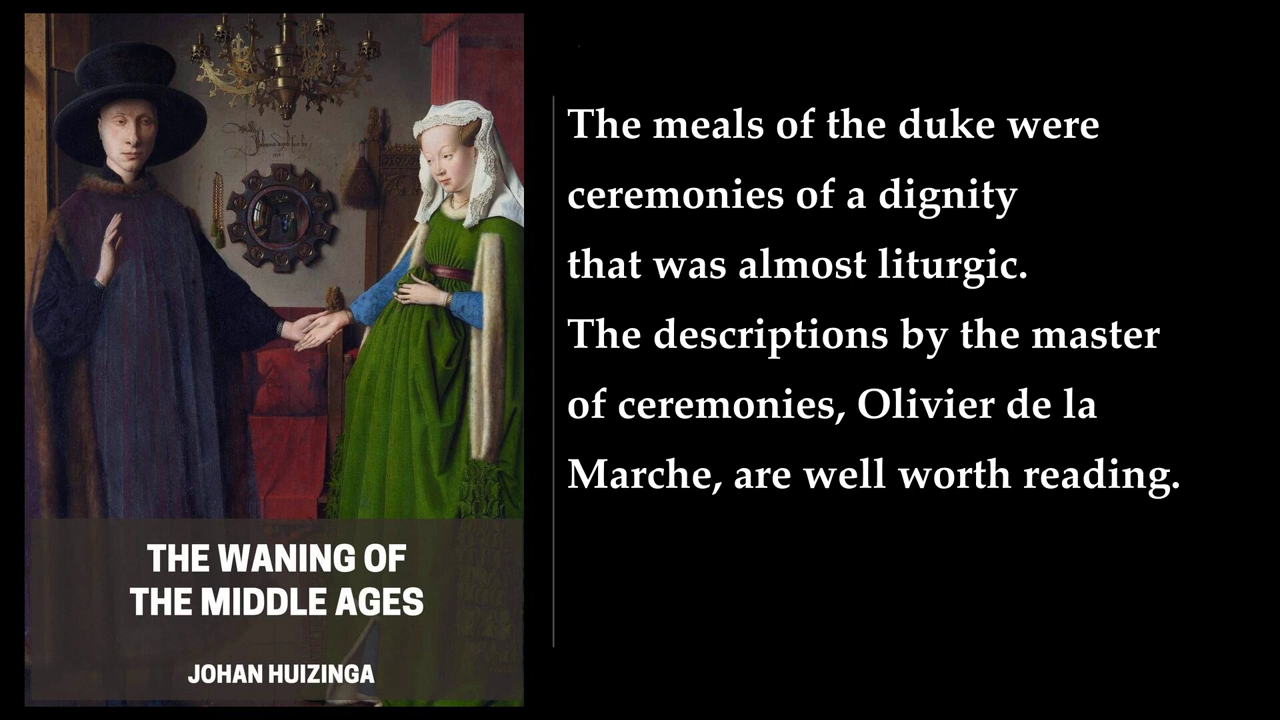 THE WANING OF
THE MIDDLE AGES
JOHAN HUIZINGA
The meals of the duke were
ceremonies of a dignity
that was almost liturgic.
The descriptions by the master
of ceremonies, Olivier de la
Marche, are well worth reading.